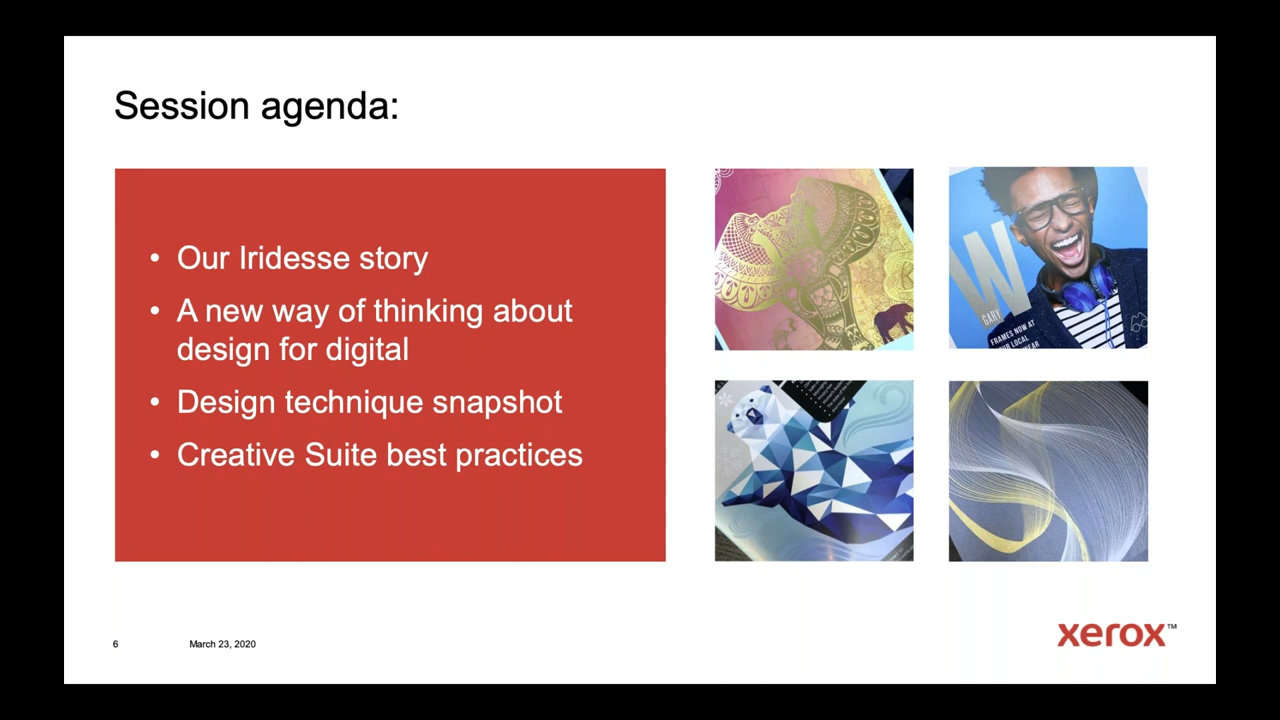 Session agenda:
• Our Iridesse story
• A new way of thinking about
design for digital
• Design technique snapshot
• Creative Suite best practices
W
GARY
FRAMES NOW AT
6
March 23, 2020
xerox™